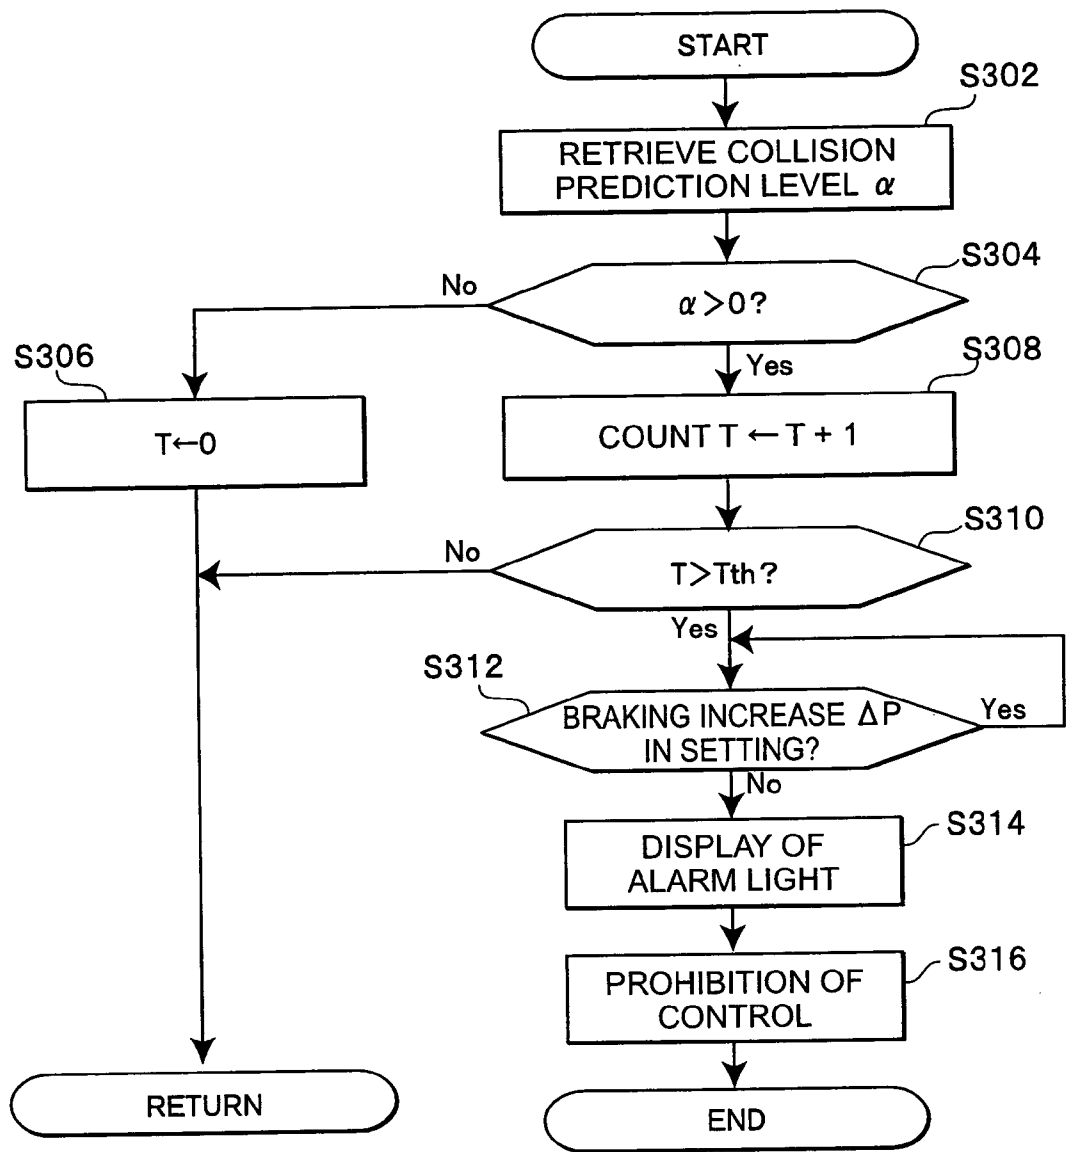 START
S302
RETRIEVE COLLISION
PREDICTION LEVEL α
S304
No
α>0?
Yes
S306
S308
T←0
COUNT T ← T + 1
S310
No
T>Tth?
Yes
S312
BRAKING INCREASE ΔP
IN SETTING?
Yes
No
S314
DISPLAY OF
ALARM LIGHT
S316
PROHIBITION OF
CONTROL
RETURN
END